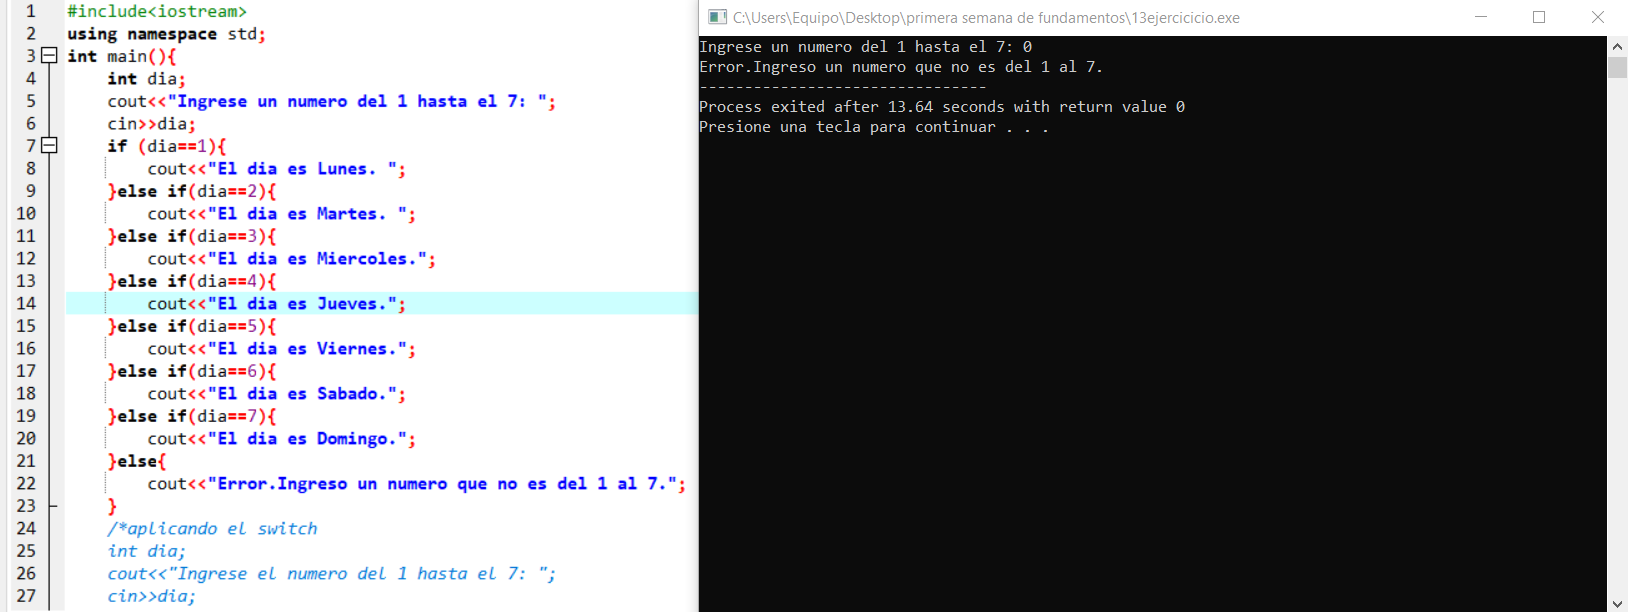 1 #include<iostream>
2 using namespace std;
3 int main(){
4 int dia;
5 cout<<"Ingrese un numero del 1 hasta el 7: ";
6 cin>>dia;
7 if (dia==1){
8 cout<<"El dia es Lunes. ";
9 }else if(dia==2){
10 cout<<"El dia es Martes. ";
11 }else if(dia==3){
12 cout<<"El dia es Miercoles.";
13 }else if(dia==4){
14 cout<<"El dia es Jueves.";
15 }else if(dia==5){
16 cout<<"El dia es Viernes.";
17 }else if(dia==6){
18 cout<<"El dia es Sabado.";
19 }else if(dia==7){
20 cout<<"El dia es Domingo.";
21 }else{
22 cout<<"Error.Ingreso un numero que no es del 1 al 7.";
23 }
24 /*aplicando el switch
25 int dia;
26 cout<<"Ingrese el numero del 1 hasta el 7: ";
27 cin>>dia;
C:\Users\Equipo\Desktop\primera semana de fundamentos\13ejercicicio.exe
Ingrese un numero del 1 hasta el 7: 0
Error.Ingreso un numero que no es del 1 al 7.
--------------------------------
Process exited after 13.64 seconds with return value 0
Presione una tecla para continuar . . .